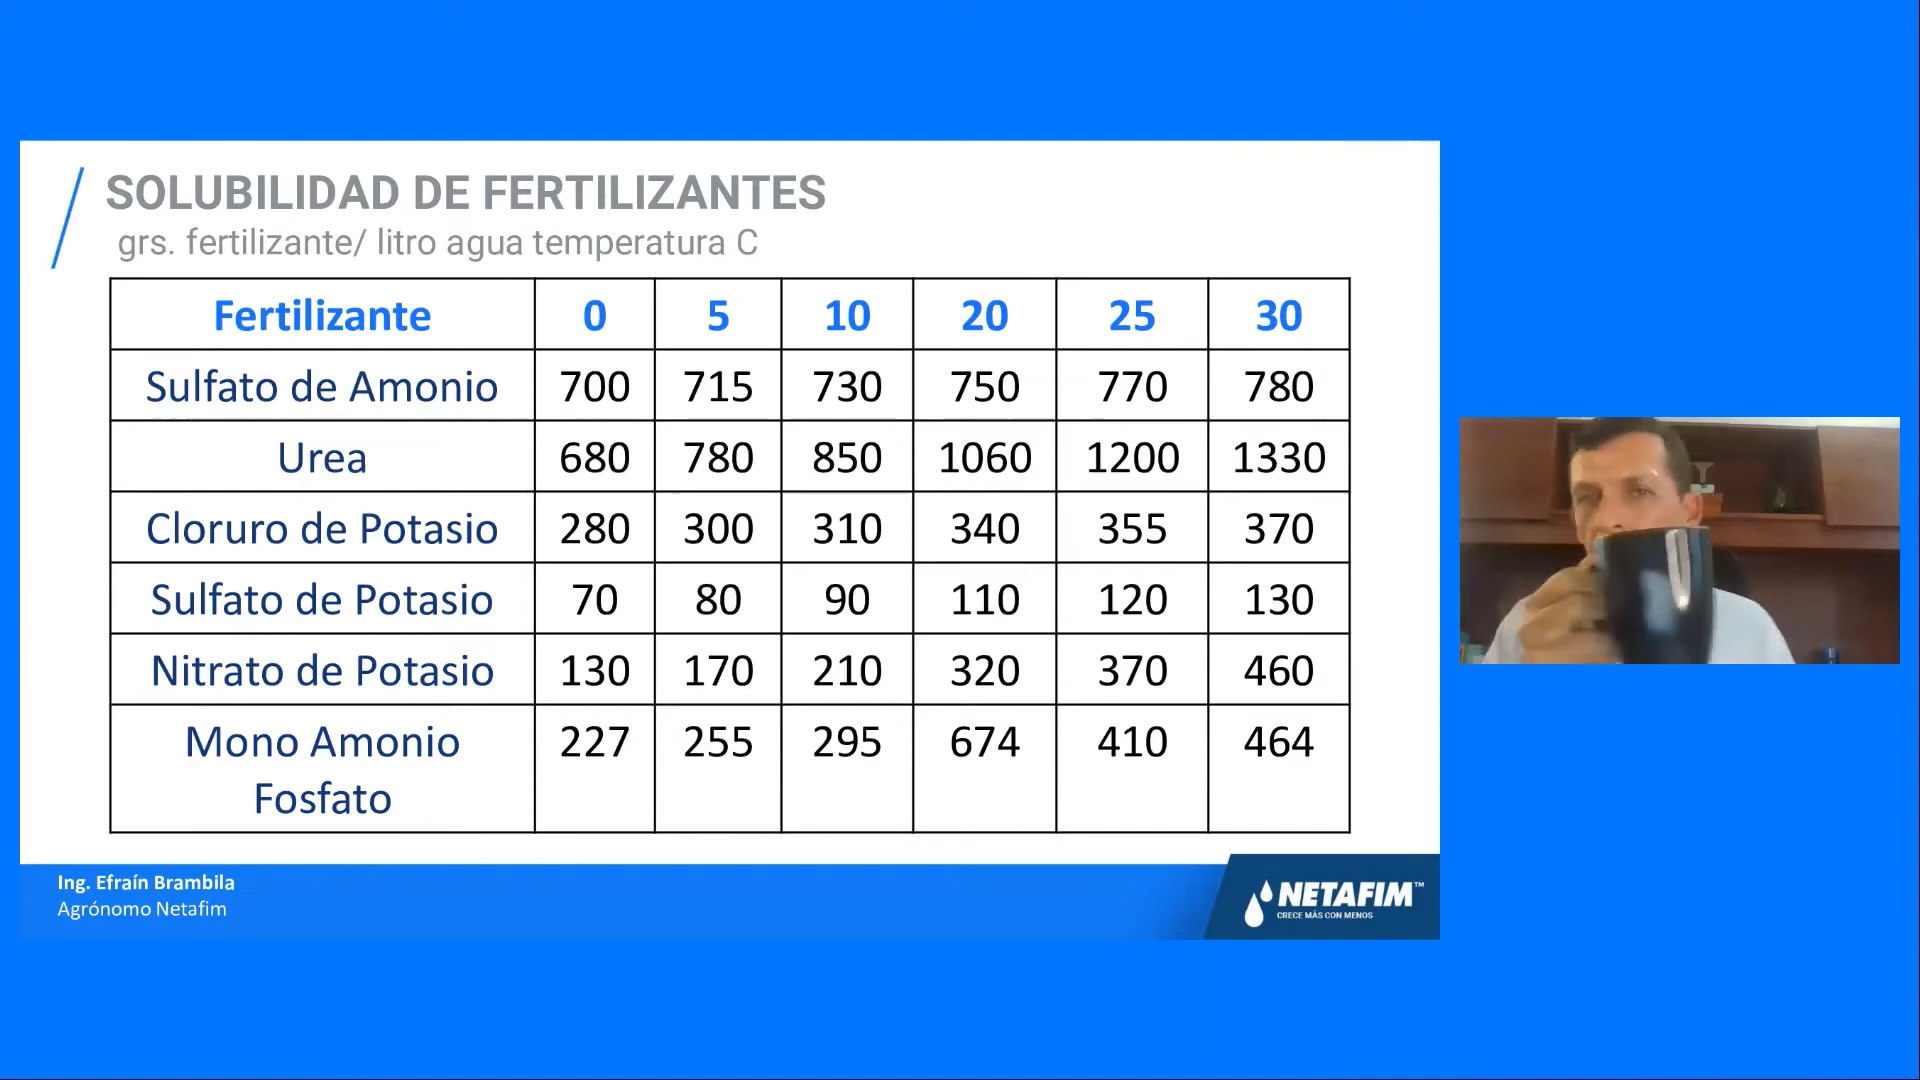 SOLUBILIDAD DE FERTILIZANTES
grs. fertilizante/ litro agua temperatura C
Fertilizante 0 5 10 20 25 30
Sulfato de Amonio 700 715 730 750 770 780
Urea 680 780 850 1060 1200 1330
Cloruro de Potasio 280 300 310 340 355 370
Sulfato de Potasio 70 80 90 110 120 130
Nitrato de Potasio 130 170 210 320 370 460
Mono Amonio 227 255 295 674 410 464
Fosfato
Ing. Efraín Brambila
Agrónomo Netafim
NETAFIM™
CRECE MÁS CON MENOS